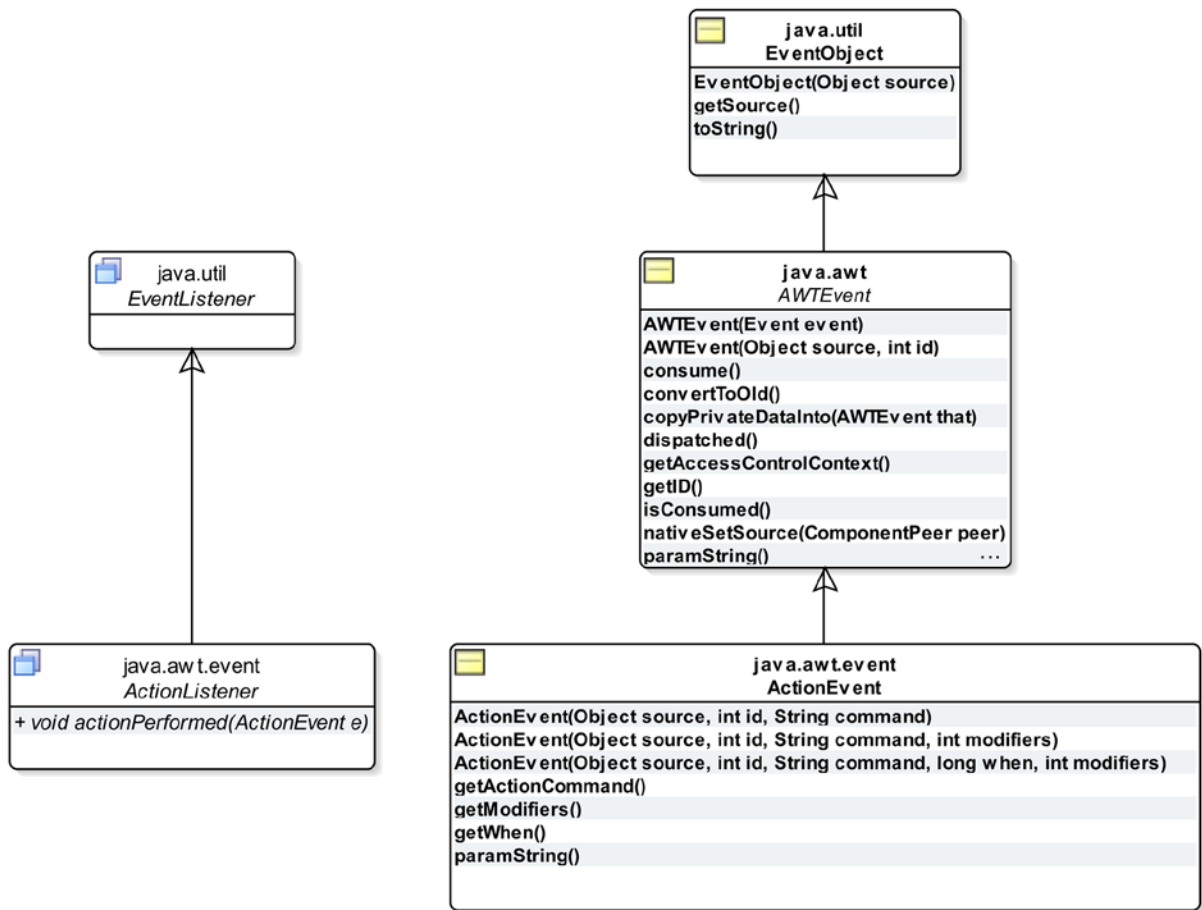 java.util
EventObject
EventObject(Object source)
getSource()
toString()
java.util
EventListener
java.awt
AWTEvent
AWTEvent(Event event)
AWTEvent(Object source, int id)
consume()
convertToOld()
copyPrivateDataInto(AWTEvent that)
dispatched()
getAccessControlContext()
getID()
isConsumed()
nativeSetSource(ComponentPeer peer)
paramString() ...
java.awt.event
ActionListener
+ void actionPerformed(ActionEvent e)
java.awt.event
ActionEvent
ActionEvent(Object source, int id, String command)
ActionEvent(Object source, int id, String command, int modifiers)
ActionEvent(Object source, int id, String command, long when, int modifiers)
getActionCommand()
getModifiers()
getWhen()
paramString()